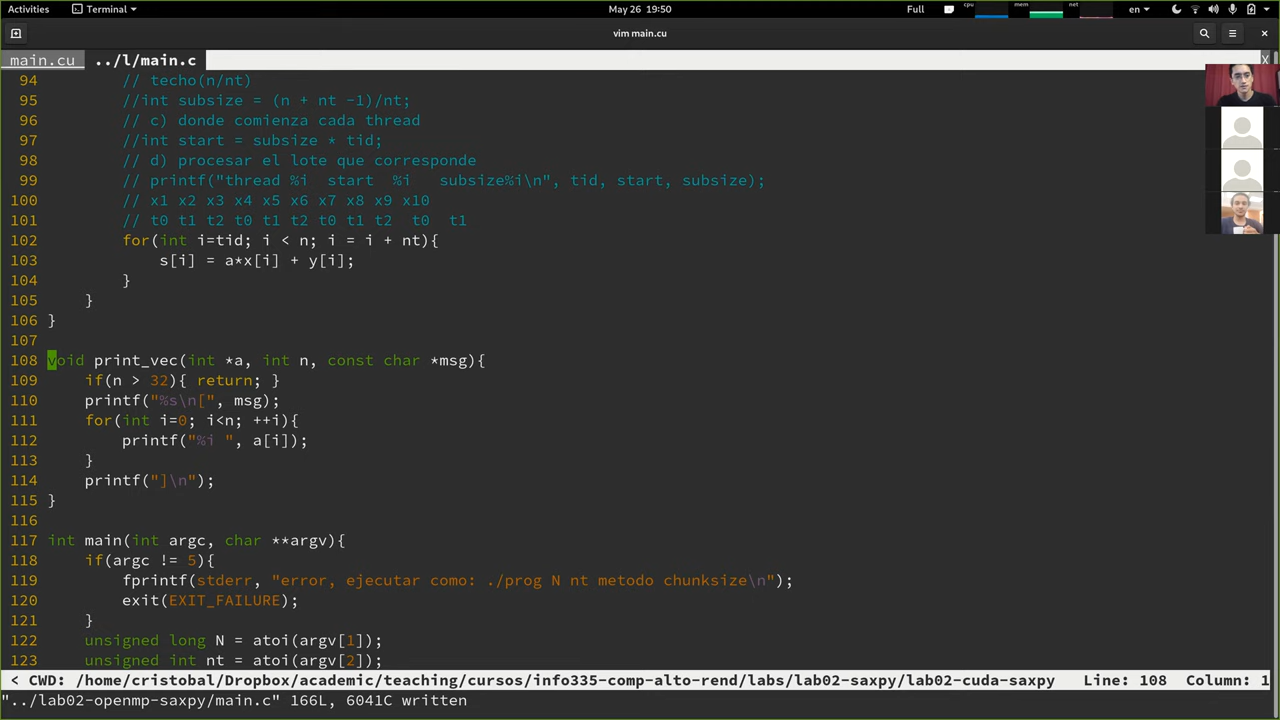 Activities Terminal May 26 19:50 Full cpu mem net en
vim main.cu
main.cu ../l/main.c X
94 // techo(n/nt)
95 //int subsize = (n + nt -1)/nt;
96 // c) donde comienza cada thread
97 //int start = subsize * tid;
98 // d) procesar el lote que corresponde
99 // printf("thread %i  start  %i   subsize%i\n", tid, start, subsize);
100 // x1 x2 x3 x4 x5 x6 x7 x8 x9 x10
101 // t0 t1 t2 t0 t1 t2 t0 t1 t2  t0  t1
102 for(int i=tid; i < n; i = i + nt){
103 s[i] = a*x[i] + y[i];
104 }
105 }
106 }
107
108 void print_vec(int *a, int n, const char *msg){
109 if(n > 32){ return; }
110 printf("%s\n[", msg);
111 for(int i=0; i<n; ++i){
112 printf("%i ", a[i]);
113 }
114 printf("]\n");
115 }
116
117 int main(int argc, char **argv){
118 if(argc != 5){
119 fprintf(stderr, "error, ejecutar como: ./prog N nt metodo chunksize\n");
120 exit(EXIT_FAILURE);
121 }
122 unsigned long N = atoi(argv[1]);
123 unsigned int nt = atoi(argv[2]);
< CWD: /home/cristobal/Dropbox/academic/teaching/cursos/info335-comp-alto-rend/labs/lab02-saxpy/lab02-cuda-saxpy Line: 108 Column: 1
"../lab02-openmp-saxpy/main.c" 166L, 6041C written